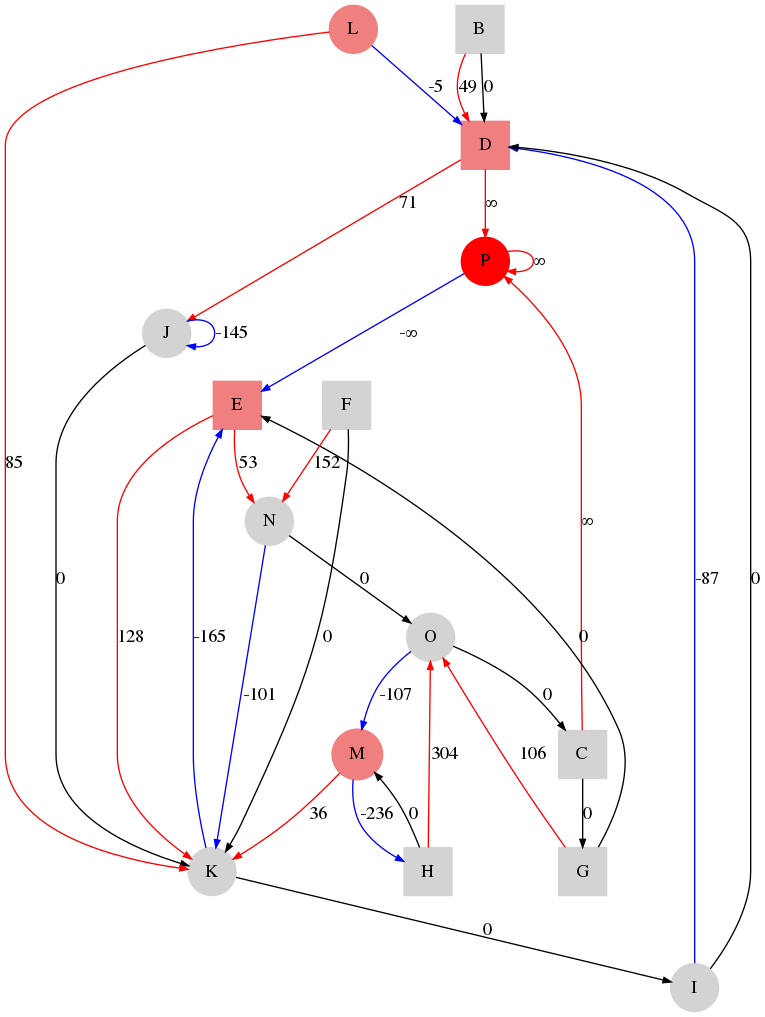 L B
-5 49 0
D
71 ∞
P ∞
J -145 -∞
E F
85 53 152
N
0 0 -87 0
128 -165 0 O 0
-101 -107 0
M 304 106 C
36 -236 0 0
K H G
0
I